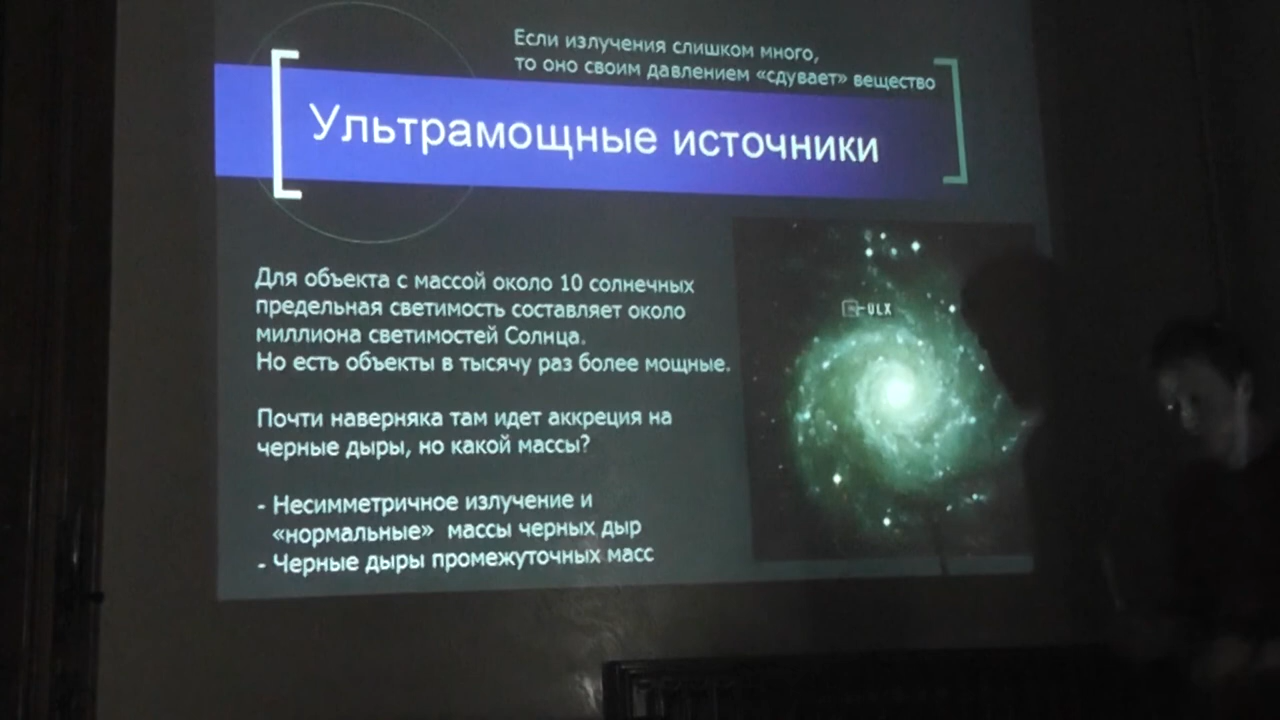 Если излучения слишком много,
то оно своим давлением «сдувает» вещество
Ультрамощные источники
Для объекта с массой около 10 солнечных
предельная светимость составляет около
миллиона светимостей Солнца.
Но есть объекты в тысячу раз более мощные.
Почти наверняка там идет аккреция на
черные дыры, но какой массы?
- Несимметричное излучение и
«нормальные» массы черных дыр
- Черные дыры промежуточных масс
ULX